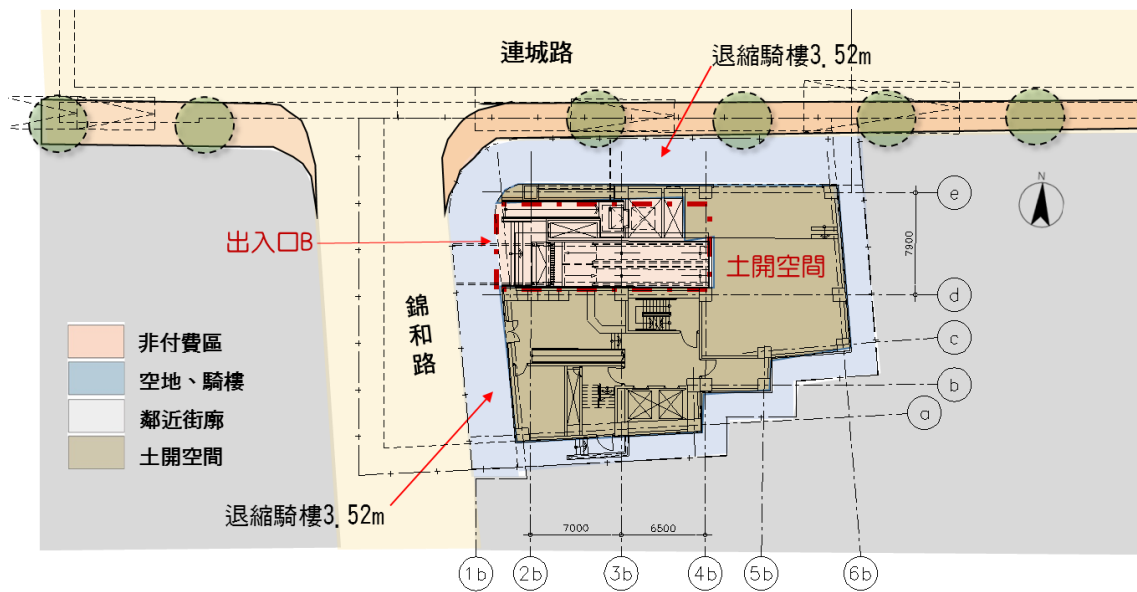 連城路
退縮騎樓3.52m
N
e
出入口B
7900
土開空間
d
錦和路
非付費區
c
空地、騎樓
b
a
鄰近街廓
土開空間
退縮騎樓3.52m
7000
6500
1b
2b
3b
4b
5b
6b